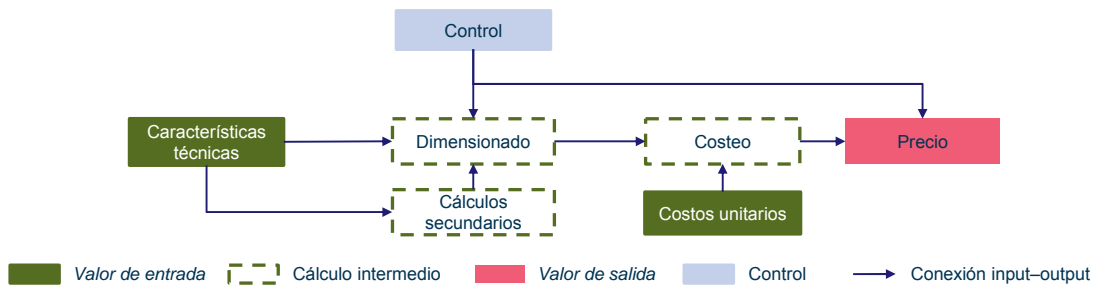 Control
Características
técnicas
Dimensionado
Costeo
Precio
Cálculos
secundarios
Costos unitarios
Valor de entrada
Cálculo intermedio
Valor de salida
Control
Conexión input–output